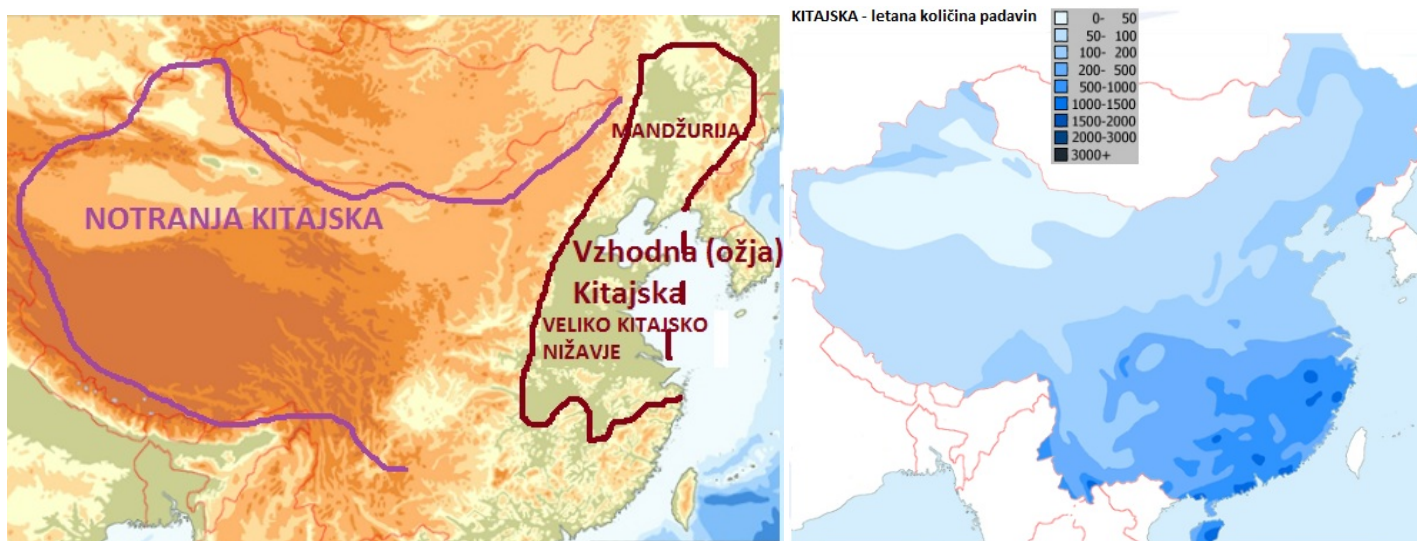 MANDŽURIJA
NOTRANJA KITAJSKA
Vzhodna (ožja)
Kitajska
VELIKO KITAJSKO
NIŽAVJE
KITAJSKA - letana količina padavin
0- 50
50- 100
100- 200
200- 500
500-1000
1000-1500
1500-2000
2000-3000
3000+